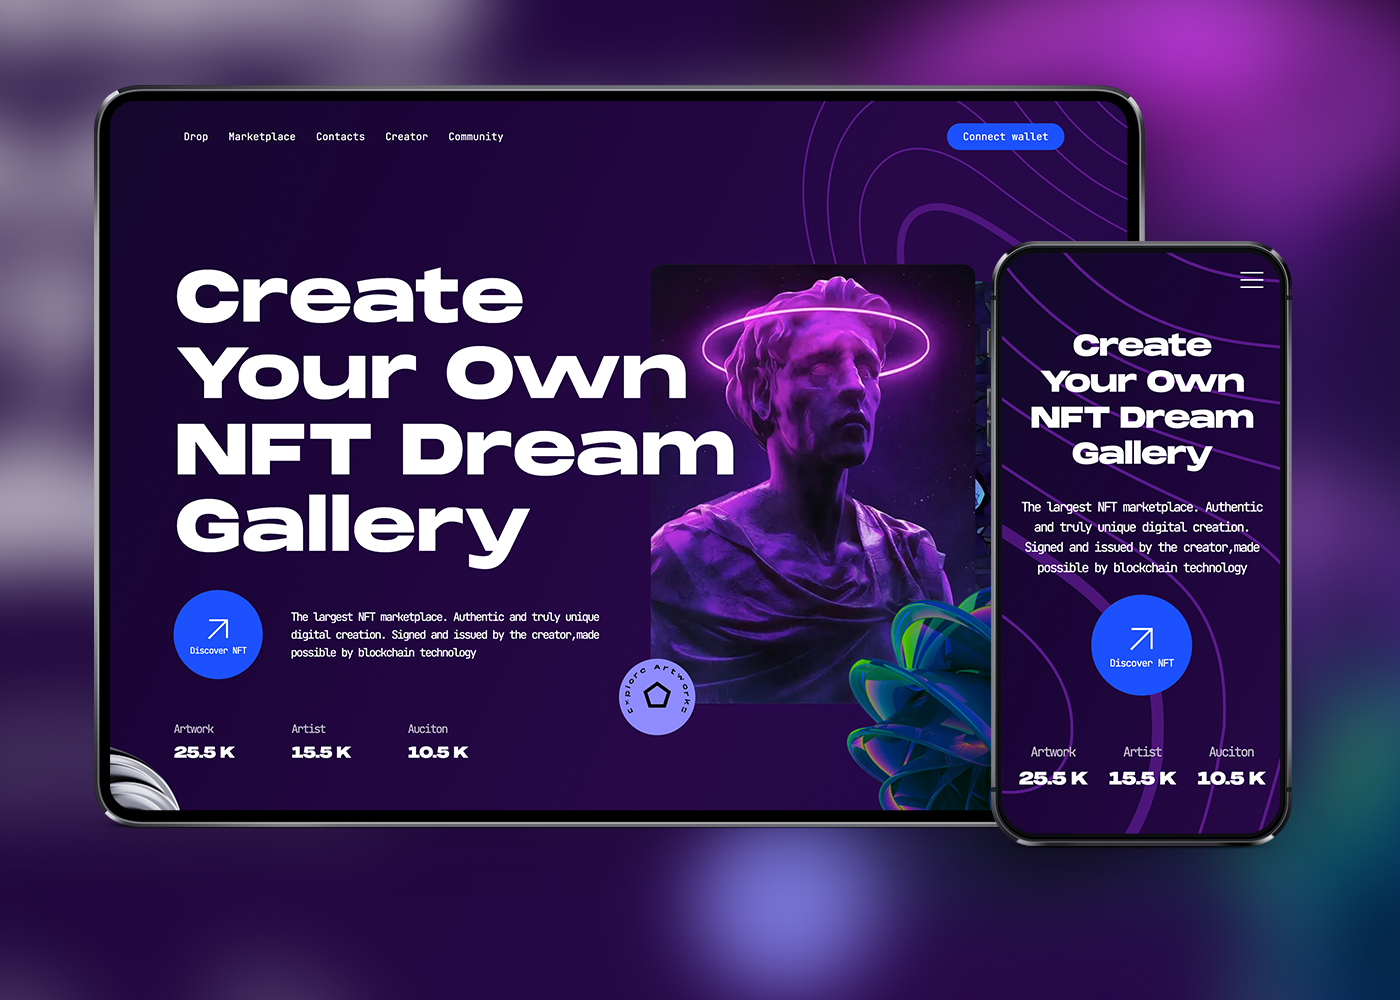 Drop Marketplace Contacts Creator Community Connect wallet
Create
Your Own
NFT Dream
Gallery
Discover NFT
The largest NFT marketplace. Authentic and truly unique
digital creation. Signed and issued by the creator,made
possible by blockchain technology
Explore Artworks
Artwork Artist Auciton
25.5 K 15.5 K 10.5 K
Create
Your Own
NFT Dream
Gallery
The largest NFT marketplace. Authentic
and truly unique digital creation.
Signed and issued by the creator,made
possible by blockchain technology
Discover NFT
Artwork Artist Auciton
25.5 K 15.5 K 10.5 K